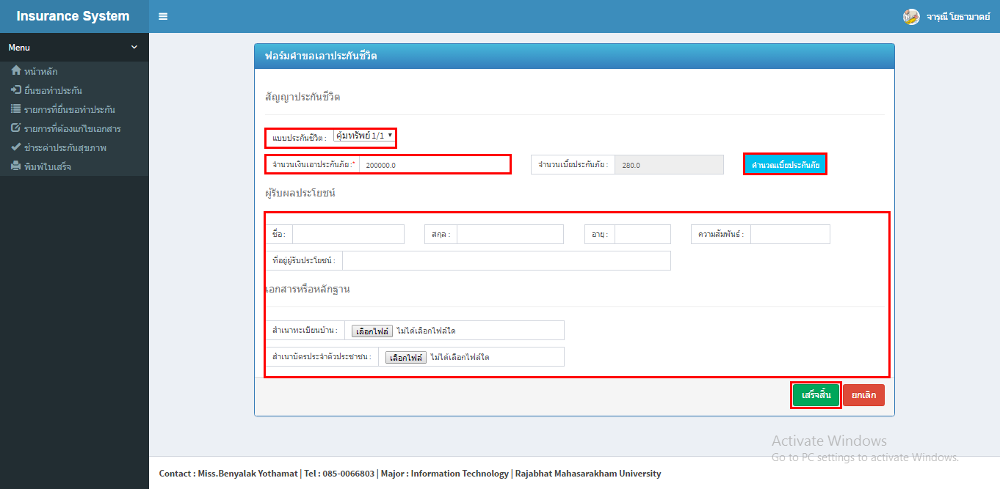 Insurance System
จารุณี โยธามาตย์
Menu
หน้าหลัก
ยื่นขอทำประกัน
รายการที่ยื่นขอทำประกัน
รายการที่ต้องแก้ไขเอกสาร
ชำระค่าประกันสุขภาพ
พิมพ์ใบเสร็จ
ฟอร์มคำขอเอาประกันชีวิต
สัญญาประกันชีวิต
แบบประกันชีวิต : คุ้มทรัพย์ 1/1
จำนวนเงินเอาประกันภัย :* 200000.0 จำนวนเบี้ยประกันภัย : 280.0 คำนวณเบี้ยประกันภัย
ผู้รับผลประโยชน์
ชื่อ : สกุล : อายุ : ความสัมพันธ์ :
ที่อยู่ผู้รับประโยชน์ :
เอกสารหรือหลักฐาน
สำเนาทะเบียนบ้าน : เลือกไฟล์ ไม่ได้เลือกไฟล์ใด
สำเนาบัตรประจำตัวประชาชน : เลือกไฟล์ ไม่ได้เลือกไฟล์ใด
เสร็จสิ้น ยกเลิก
Activate Windows
Go to PC settings to activate Windows.
Contact : Miss.Benyalak Yothamat | Tel : 085-0066803 | Major : Information Technology | Rajabhat Mahasarakham University